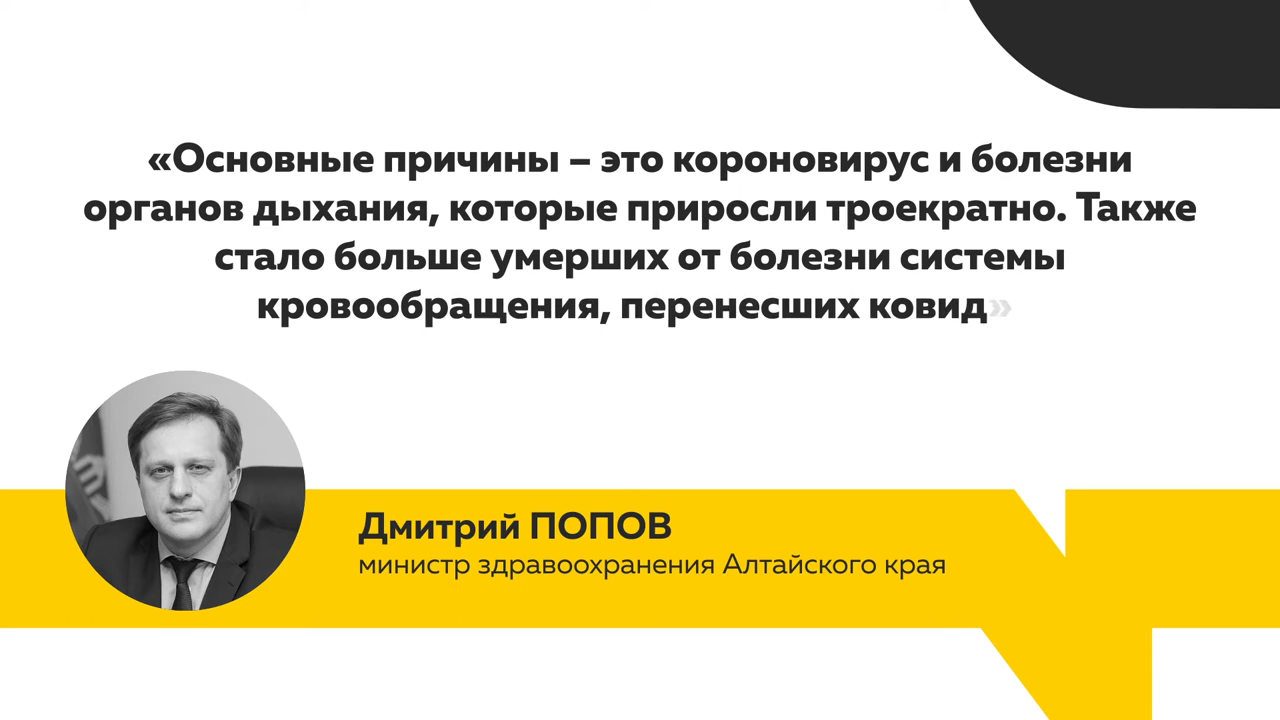 «Основные причины – это короновирус и болезни
органов дыхания, которые приросли троекратно. Также
стало больше умерших от болезни системы
кровообращения, перенесших ковид»
Дмитрий ПОПОВ
министр здравоохранения Алтайского края